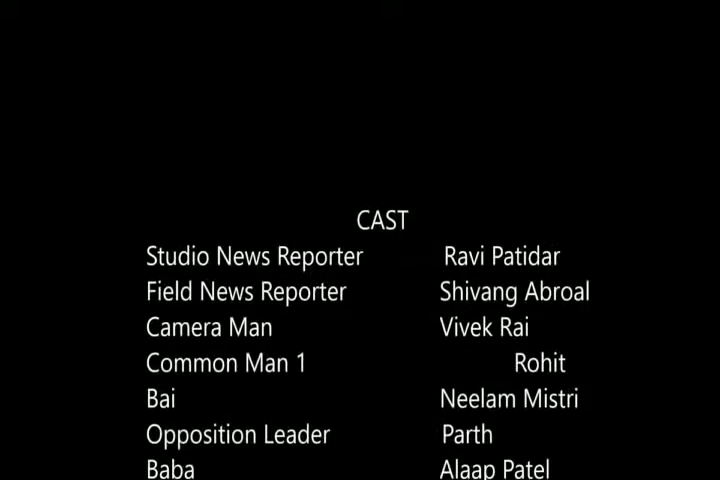 CAST
Studio News Reporter Ravi Patidar
Field News Reporter Shivang Abroal
Camera Man Vivek Rai
Common Man 1 Rohit
Bai Neelam Mistri
Opposition Leader Parth
Baba Alaap Patel